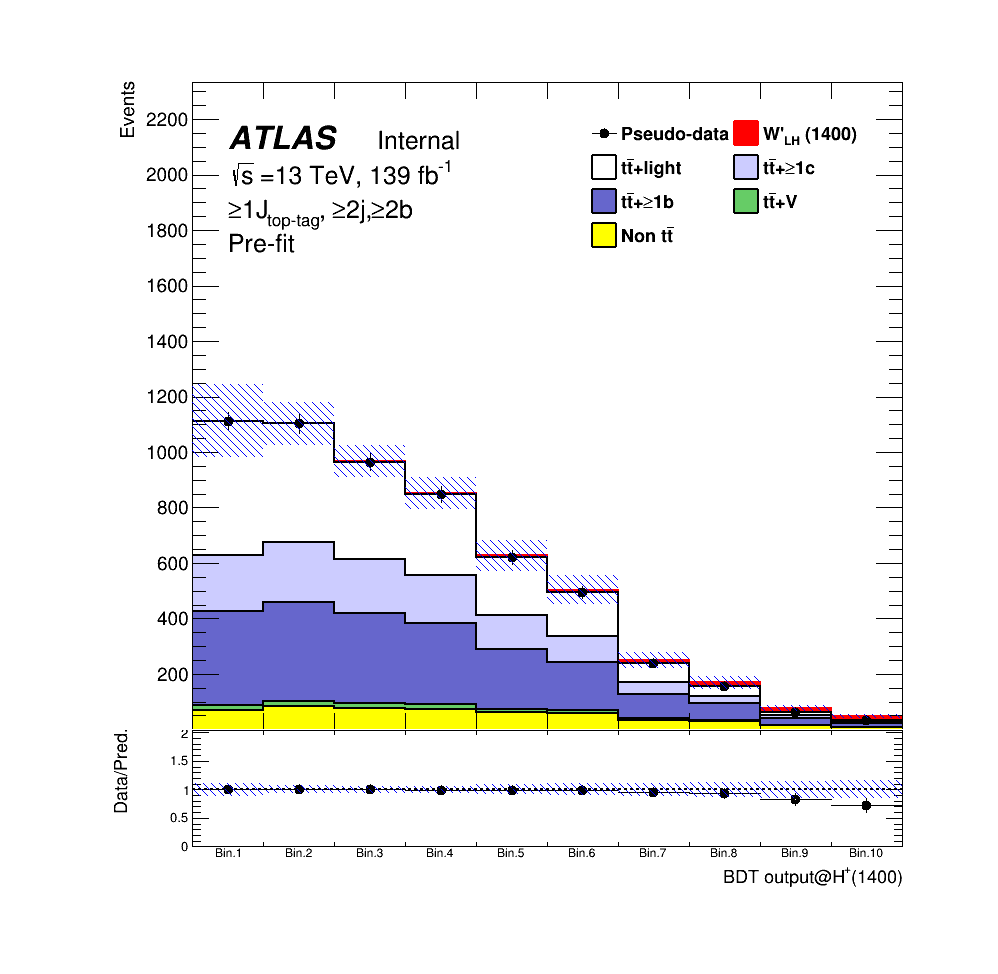 Events
2200
2000
1800
1600
1400
1200
1000
800
600
400
200
ATLAS Internal
√s =13 TeV, 139 fb⁻¹
≥1J_top-tag, ≥2j,≥2b
Pre-fit
Pseudo-data W'_LH (1400)
tt̄+light tt̄+≥1c
tt̄+≥1b tt̄+V
Non tt̄
Data/Pred.
2
1.5
1
0.5
0
Bin.1 Bin.2 Bin.3 Bin.4 Bin.5 Bin.6 Bin.7 Bin.8 Bin.9 Bin.10
BDT output@H⁺(1400)